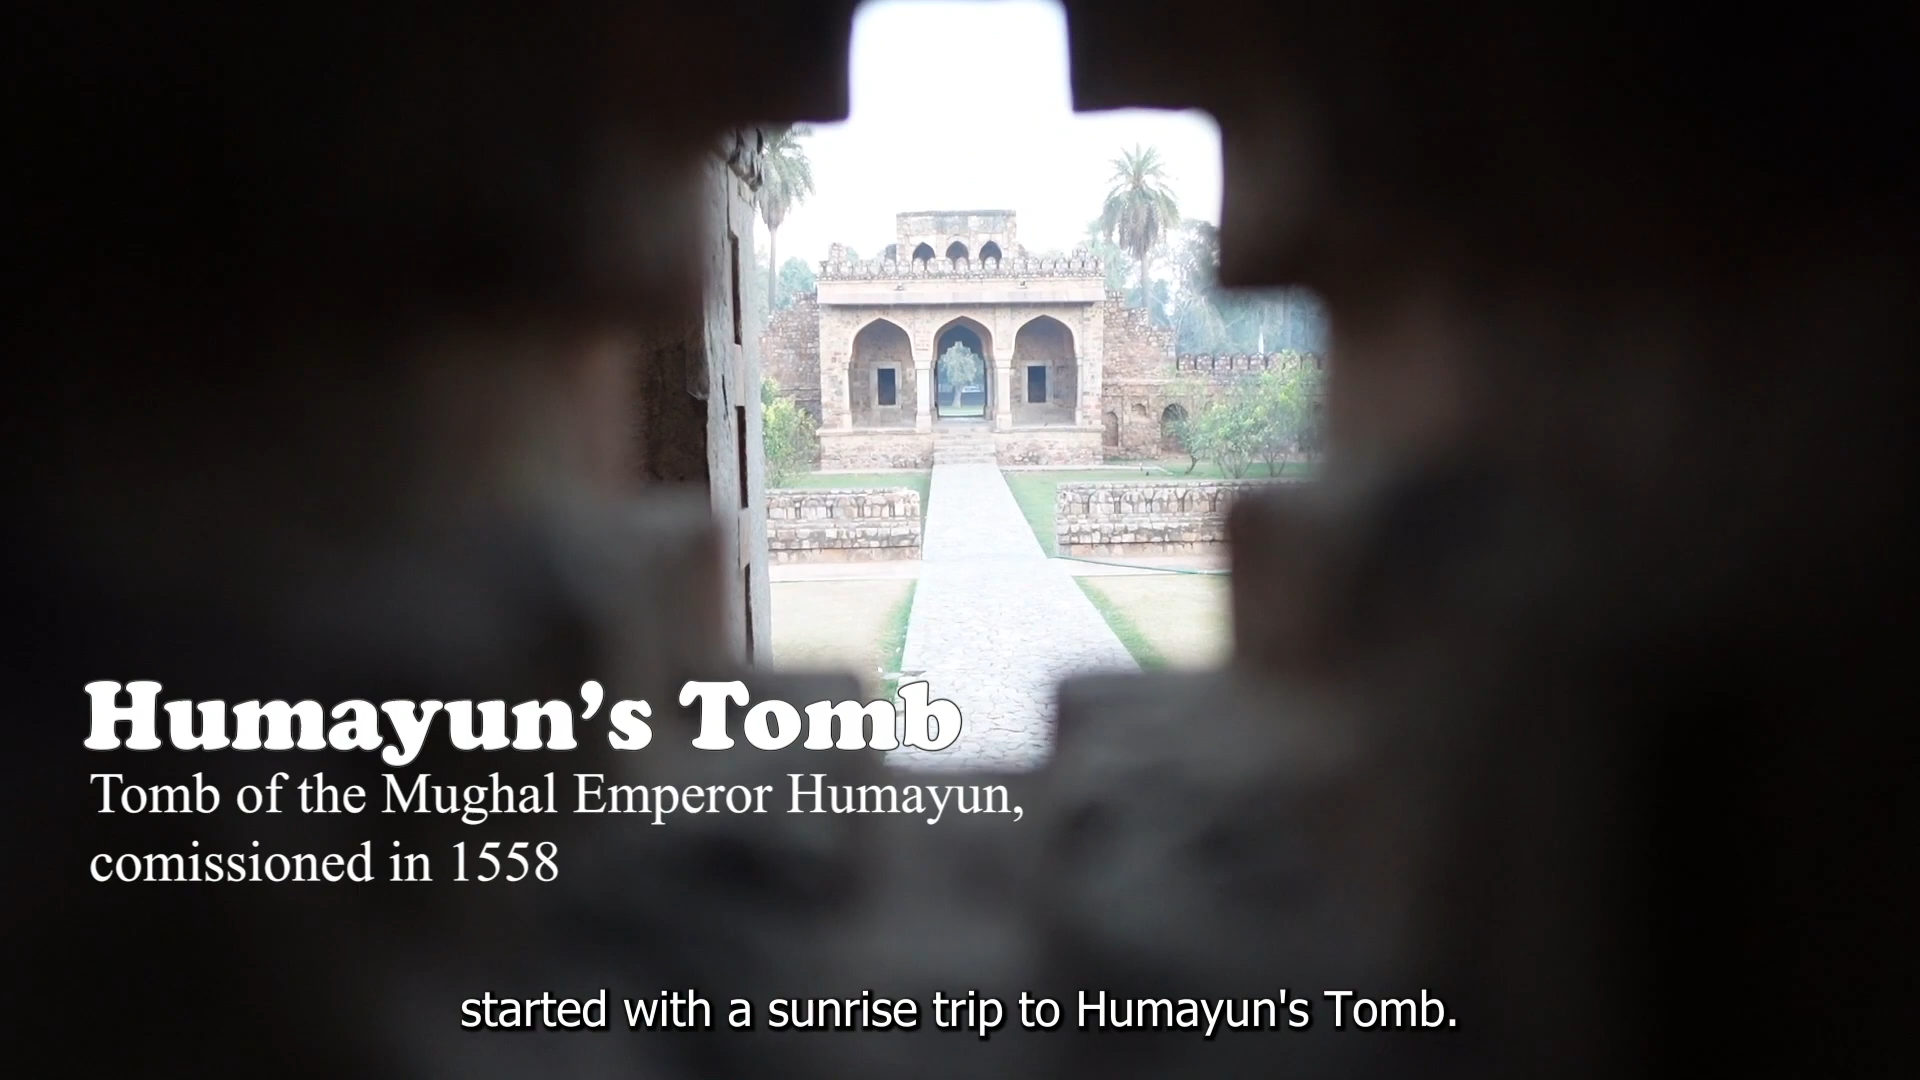 Humayun’s Tomb
Tomb of the Mughal Emperor Humayun,
comissioned in 1558
started with a sunrise trip to Humayun's Tomb.